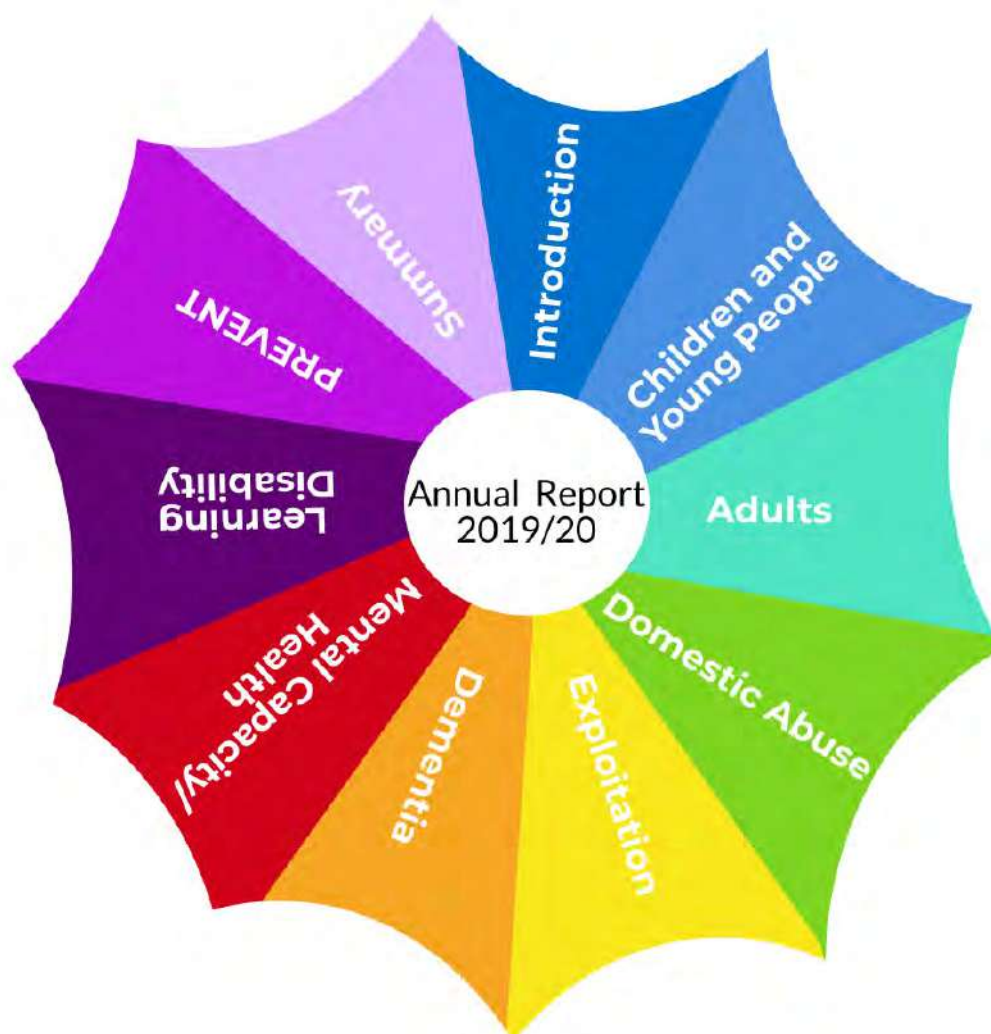 Introduction
Children and
Young People
Adults
Domestic Abuse
Exploitation
Dementia
Mental Capacity/
Health
Learning
Disability
PREVENT
Summary
Annual Report
2019/20